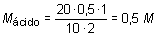 Mácido = 20·0,5·1 / 10·2 = 0,5 M